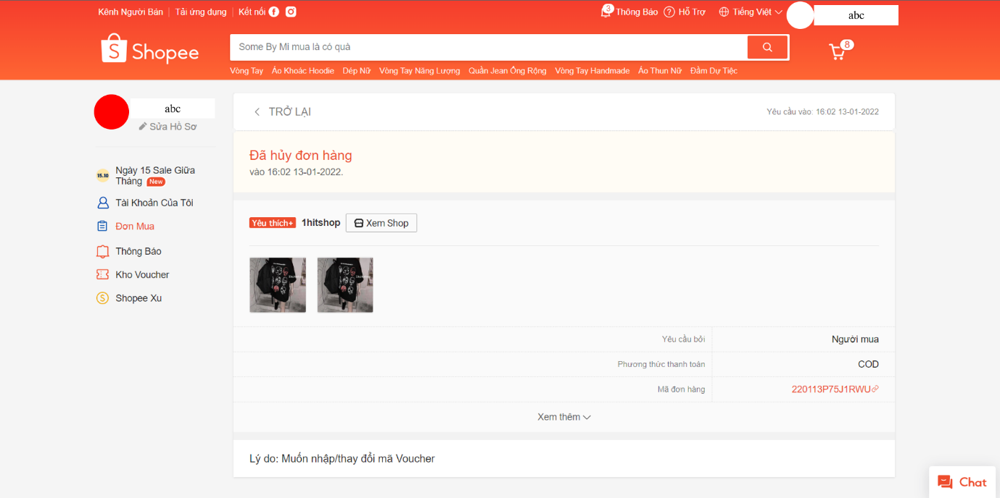 Kênh Người Bán | Tải ứng dụng | Kết nối
3 Thông Báo ? Hỗ Trợ Tiếng Việt abc
S Shopee
Some By Mi mua là có quà
8
Vòng Tay Áo Khoác Hoodie Dép Nữ Vòng Tay Năng Lượng Quần Jean Ống Rộng Vòng Tay Handmade Áo Thun Nữ Đầm Dự Tiệc
abc
Sửa Hồ Sơ
15.10 Ngày 15 Sale Giữa
Tháng New
Tài Khoản Của Tôi
Đơn Mua
Thông Báo
Kho Voucher
Shopee Xu
TRỞ LẠI
Yêu cầu vào: 16:02 13-01-2022
Đã hủy đơn hàng
vào 16:02 13-01-2022.
Yêu thích+ 1hitshop Xem Shop
Yêu cầu bởi Người mua
Phương thức thanh toán COD
Mã đơn hàng 220113P75J1RWU
Xem thêm
Lý do: Muốn nhập/thay đổi mã Voucher
Chat